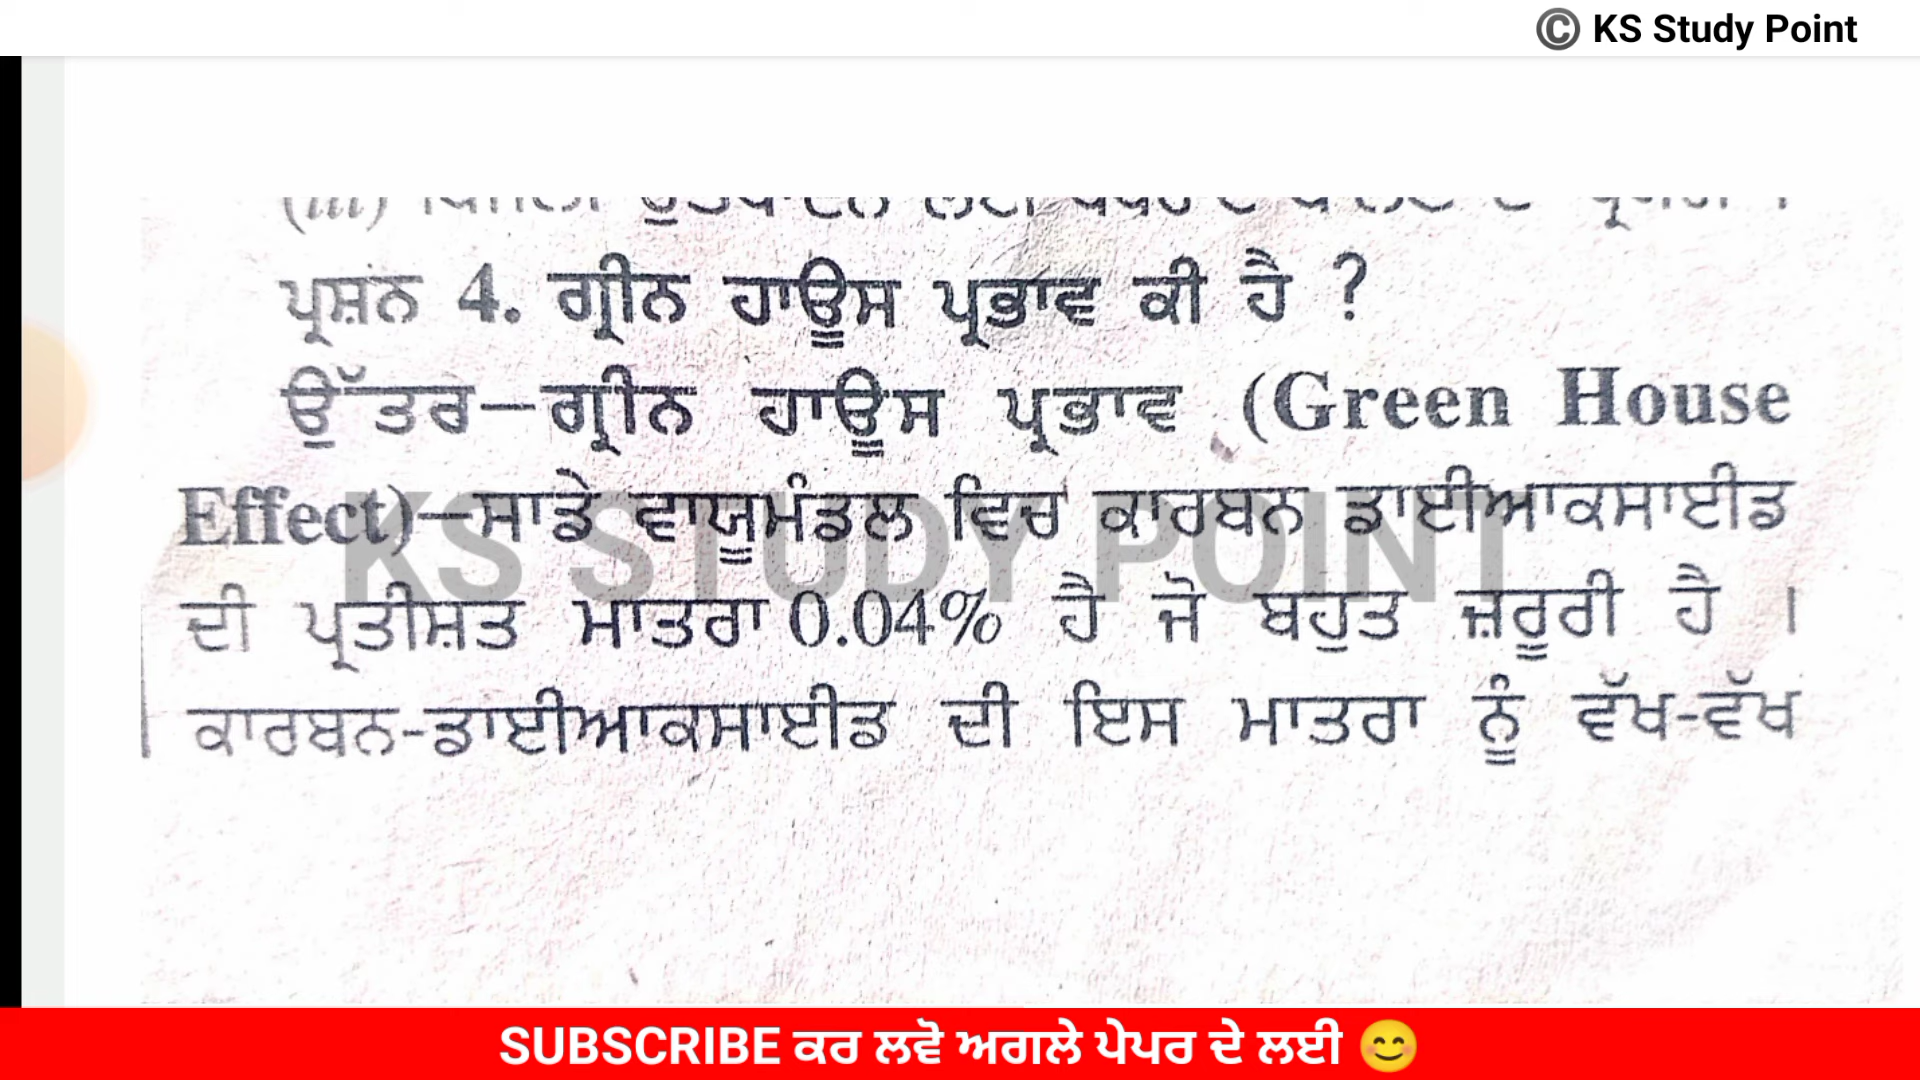 © KS Study Point
(iii)
ਪ੍ਰਸ਼ਨ 4. ਗ੍ਰੀਨ ਹਾਊਸ ਪ੍ਰਭਾਵ ਕੀ ਹੈ ?
ਉੱਤਰ—ਗ੍ਰੀਨ ਹਾਊਸ ਪ੍ਰਭਾਵ (Green House
Effect)—ਸਾਡੇ ਵਾਯੂਮੰਡਲ ਵਿਚ ਕਾਰਬਨ ਡਾਈਆਕਸਾਈਡ
KS STUDY POINT
ਦੀ ਪ੍ਰਤੀਸ਼ਤ ਮਾਤਰਾ 0.04% ਹੈ ਜੋ ਬਹੁਤ ਜ਼ਰੂਰੀ ਹੈ ।
ਕਾਰਬਨ-ਡਾਈਆਕਸਾਈਡ ਦੀ ਇਸ ਮਾਤਰਾ ਨੂੰ ਵੱਖ-ਵੱਖ
SUBSCRIBE ਕਰ ਲਵੋ ਅਗਲੇ ਪੇਪਰ ਦੇ ਲਈ 😊